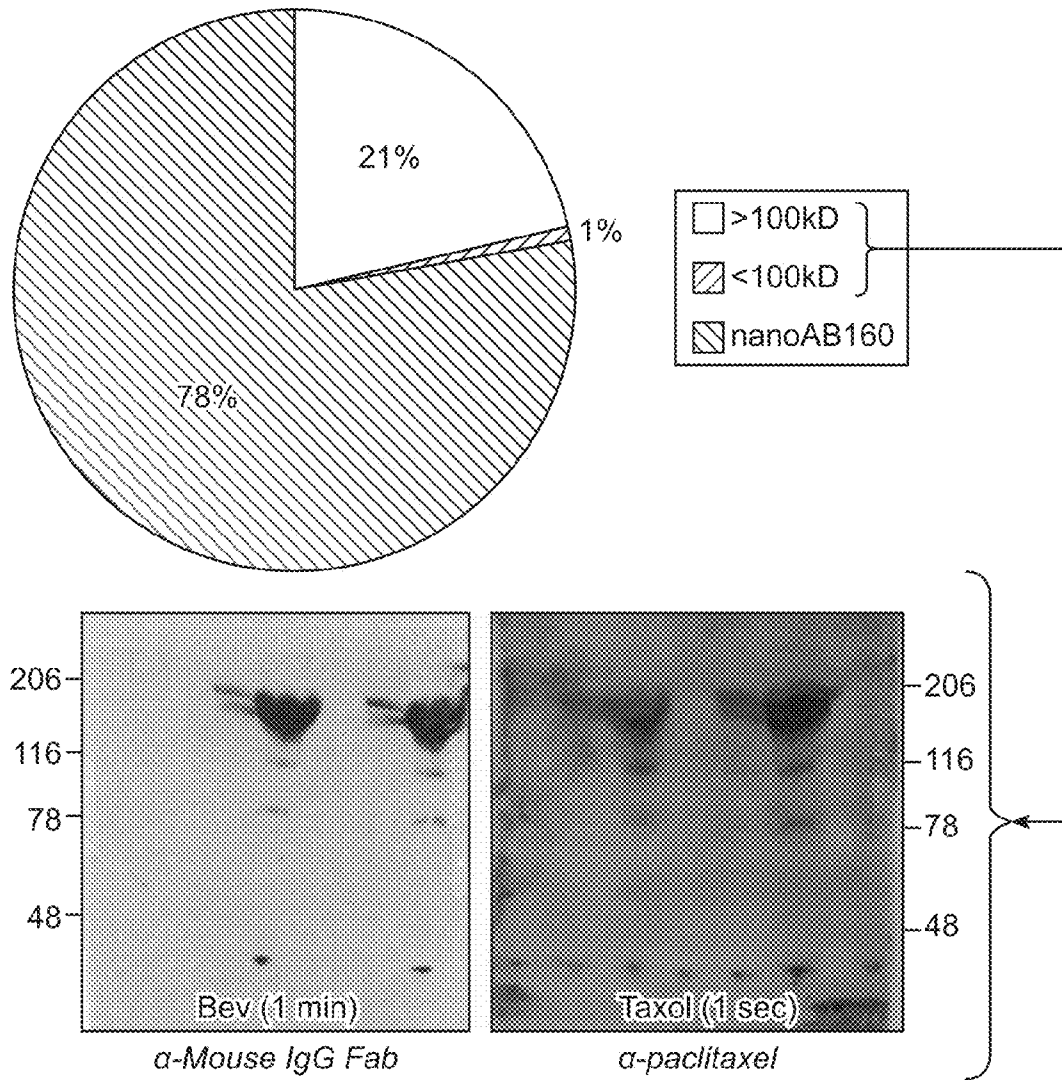 21%
1%
78%
>100kD
<100kD
nanoAB160
206
116
78
48
206
116
78
48
Bev (1 min)
Taxol (1 sec)
α-Mouse IgG Fab
α-paclitaxel